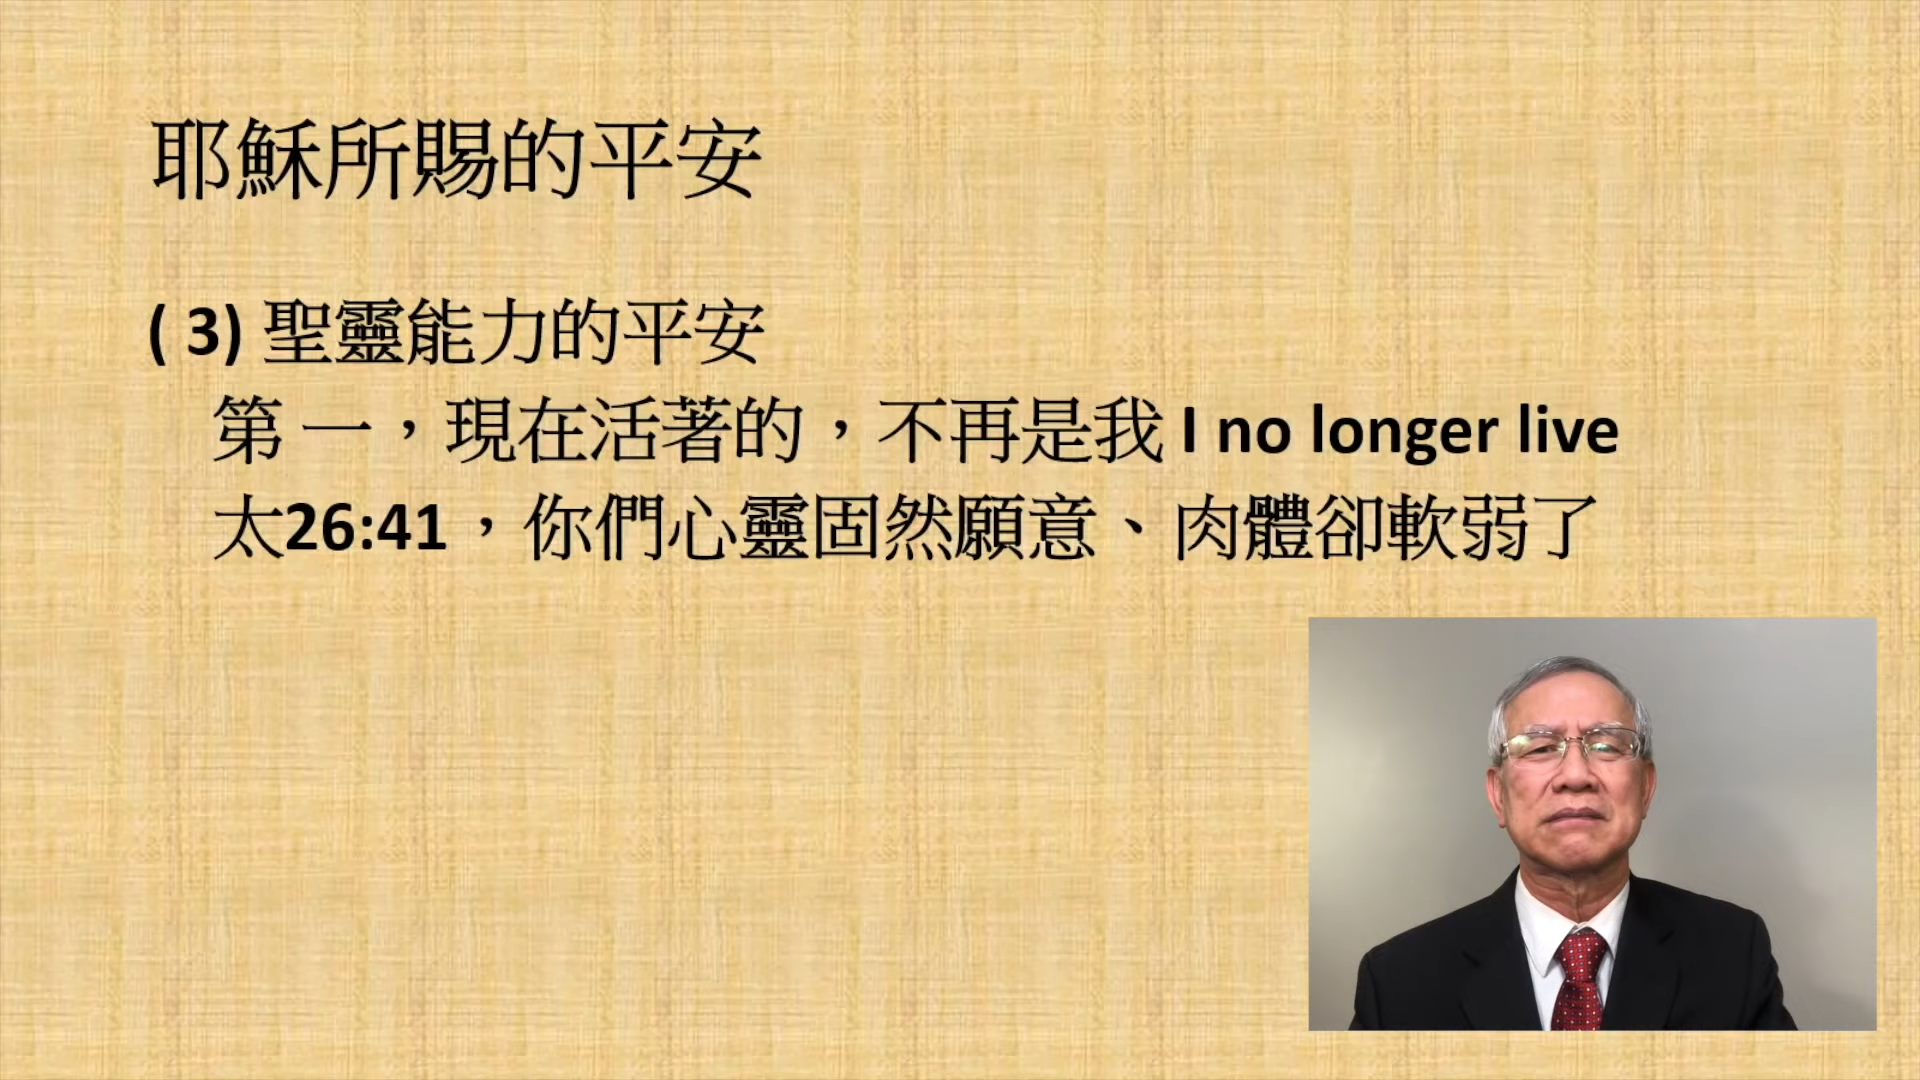 耶穌所賜的平安
( 3) 聖靈能力的平安
第 一，現在活著的，不再是我 I no longer live
太26:41，你們心靈固然願意、肉體卻軟弱了